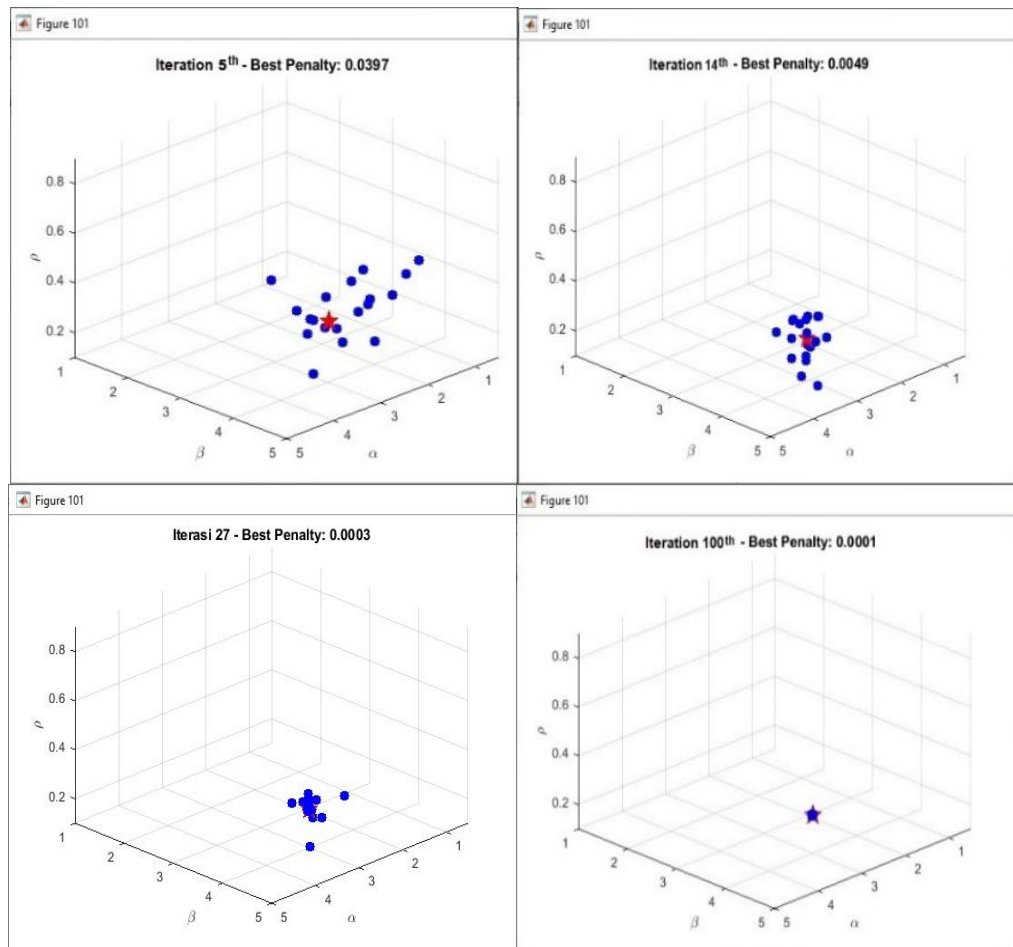 Figure 101
Iteration 5th - Best Penalty: 0.0397
0.8
0.6
0.4
0.2
ρ
1
2
3
4
5
β
5
4
3
2
1
α
Figure 101
Iteration 14th - Best Penalty: 0.0049
0.8
0.6
0.4
0.2
ρ
1
2
3
4
5
β
5
4
3
2
1
α
Figure 101
Iterasi 27 - Best Penalty: 0.0003
0.8
0.6
0.4
0.2
ρ
1
2
3
4
5
β
5
4
3
2
1
α
Figure 101
Iteration 100th - Best Penalty: 0.0001
0.8
0.6
0.4
0.2
ρ
1
2
3
4
5
β
5
4
3
2
1
α